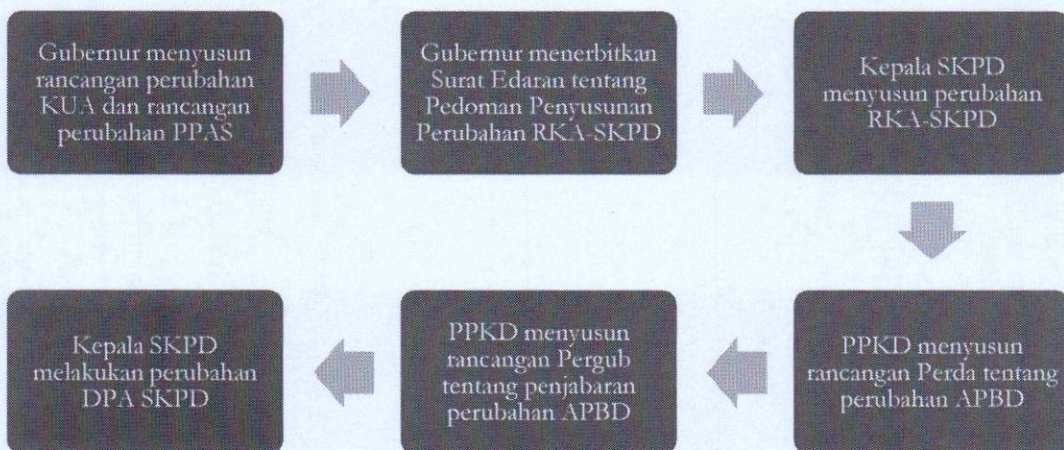 Gubernur menyusun
rancangan perubahan
KUA dan rancangan
perubahan PPAS
Gubernur menerbitkan
Surat Edaran tentang
Pedoman Penyusunan
Perubahan RKA-SKPD
Kepala SKPD
menyusun perubahan
RKA-SKPD
PPKD menyusun
rancangan Perda tentang
perubahan APBD
PPKD menyusun
rancangan Pergub
tentang penjabaran
perubahan APBD
Kepala SKPD
melakukan perubahan
DPA SKPD